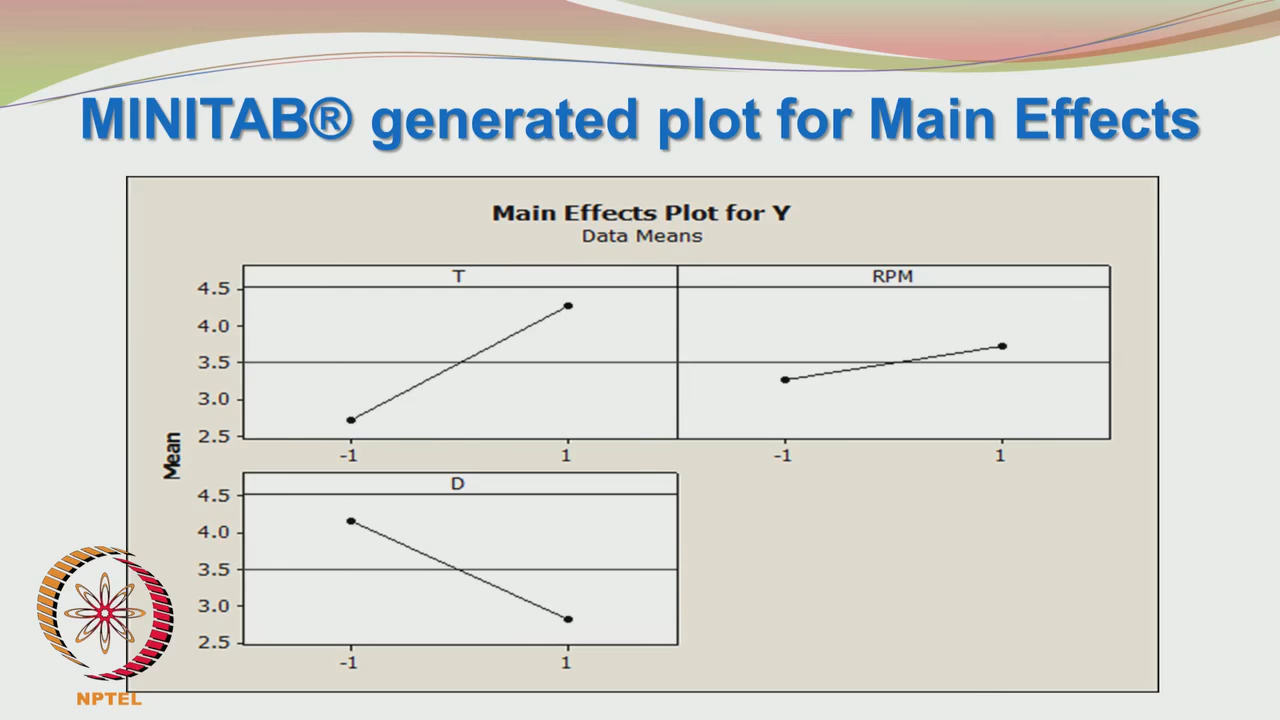 MINITAB® generated plot for Main Effects
Main Effects Plot for Y
Data Means
T
RPM
4.5
4.0
3.5
3.0
2.5
-1
1
-1
1
Mean
D
4.5
4.0
3.5
3.0
2.5
-1
1
NPTEL